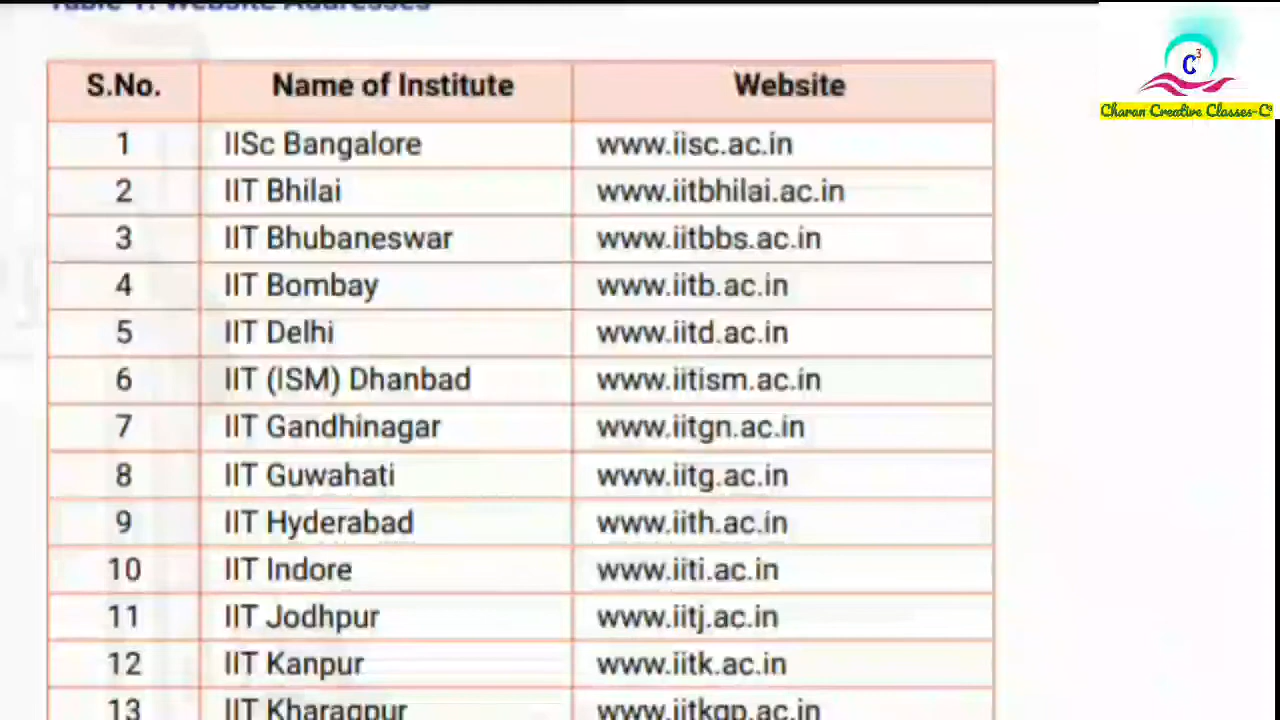 Table 1: Website Addresses
S.No. Name of Institute Website
1 IISc Bangalore www.iisc.ac.in
2 IIT Bhilai www.iitbhilai.ac.in
3 IIT Bhubaneswar www.iitbbs.ac.in
4 IIT Bombay www.iitb.ac.in
5 IIT Delhi www.iitd.ac.in
6 IIT (ISM) Dhanbad www.iitism.ac.in
7 IIT Gandhinagar www.iitgn.ac.in
8 IIT Guwahati www.iitg.ac.in
9 IIT Hyderabad www.iith.ac.in
10 IIT Indore www.iiti.ac.in
11 IIT Jodhpur www.iitj.ac.in
12 IIT Kanpur www.iitk.ac.in
13 IIT Kharagpur www.iitkgp.ac.in
C3
Charan Creative Classes-C³